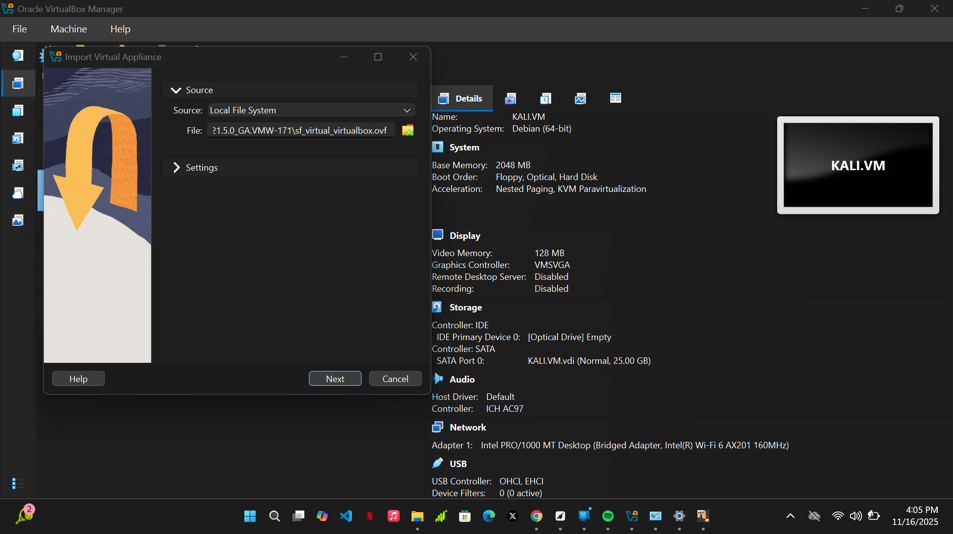 Oracle VirtualBox Manager
File Machine Help
Import Virtual Appliance
Source
Source: Local File System
File: ?1.5.0_GA.VMW-171\sf_virtual_virtualbox.ovf
Settings
Help Next Cancel
Details
Name: KALI.VM
Operating System: Debian (64-bit)
System
Base Memory: 2048 MB
Boot Order: Floppy, Optical, Hard Disk
Acceleration: Nested Paging, KVM Paravirtualization
KALI.VM
Display
Video Memory: 128 MB
Graphics Controller: VMSVGA
Remote Desktop Server: Disabled
Recording: Disabled
Storage
Controller: IDE
IDE Primary Device 0: [Optical Drive] Empty
Controller: SATA
SATA Port 0: KALI.VM.vdi (Normal, 25.00 GB)
Audio
Host Driver: Default
Controller: ICH AC97
Network
Adapter 1: Intel PRO/1000 MT Desktop (Bridged Adapter, Intel(R) Wi-Fi 6 AX201 160MHz)
USB
USB Controller: OHCI, EHCI
Device Filters: 0 (0 active)
2
4:05 PM
11/16/2025